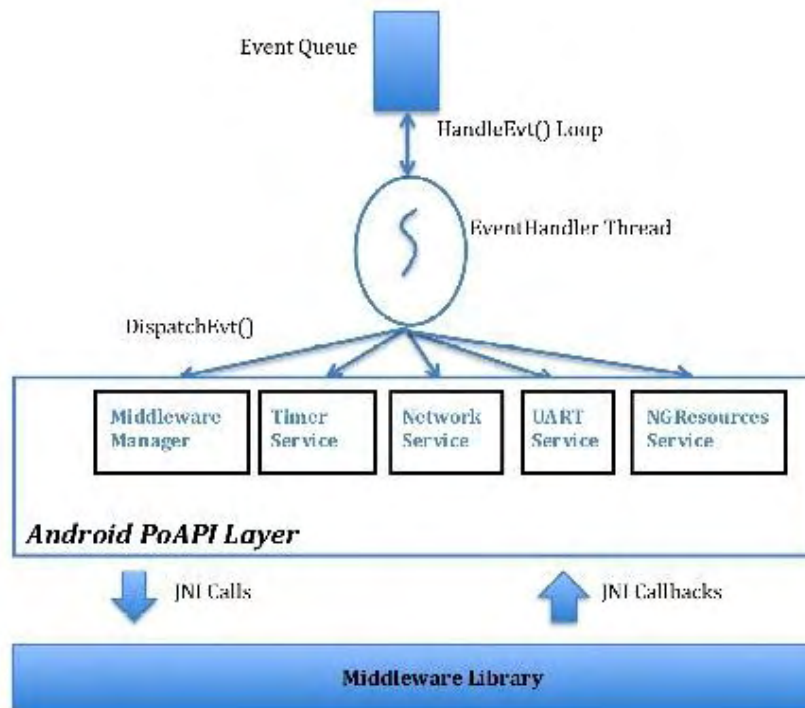 Event Queue
HandleEvt() Loop
EventHandler Thread
DispatchEvt()
Middleware
Manager
Timer
Service
Network
Service
UART
Service
NGResources
Service
Android PoAPI Layer
JNI Calls
JNI Callbacks
Middleware Library